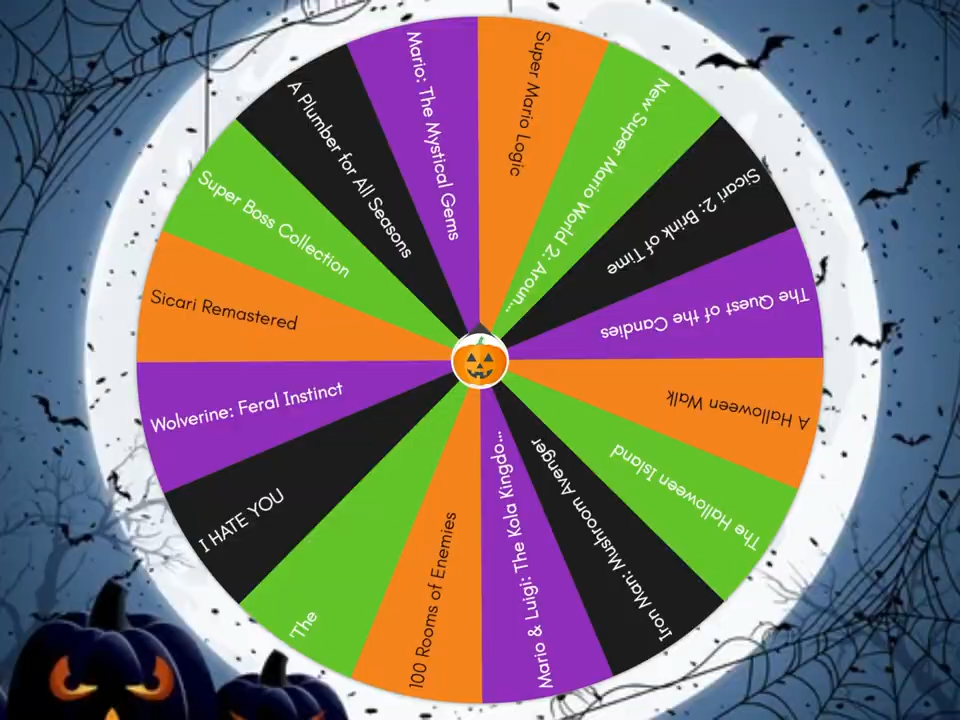 Super Mario Logic
New Super Mario World 2: Aroun...
Sicari 2: Brink of Time
The Quest of the Candies
A Halloween Walk
The Halloween Island
Iron Man: Mushroom Avenger
Mario & Luigi: The Kola Kingdo...
100 Rooms of Enemies
'The
I HATE YOU
Wolverine: Feral Instinct
Sicari Remastered
Super Boss Collection
A Plumber for All Seasons
Mario: The Mystical Gems